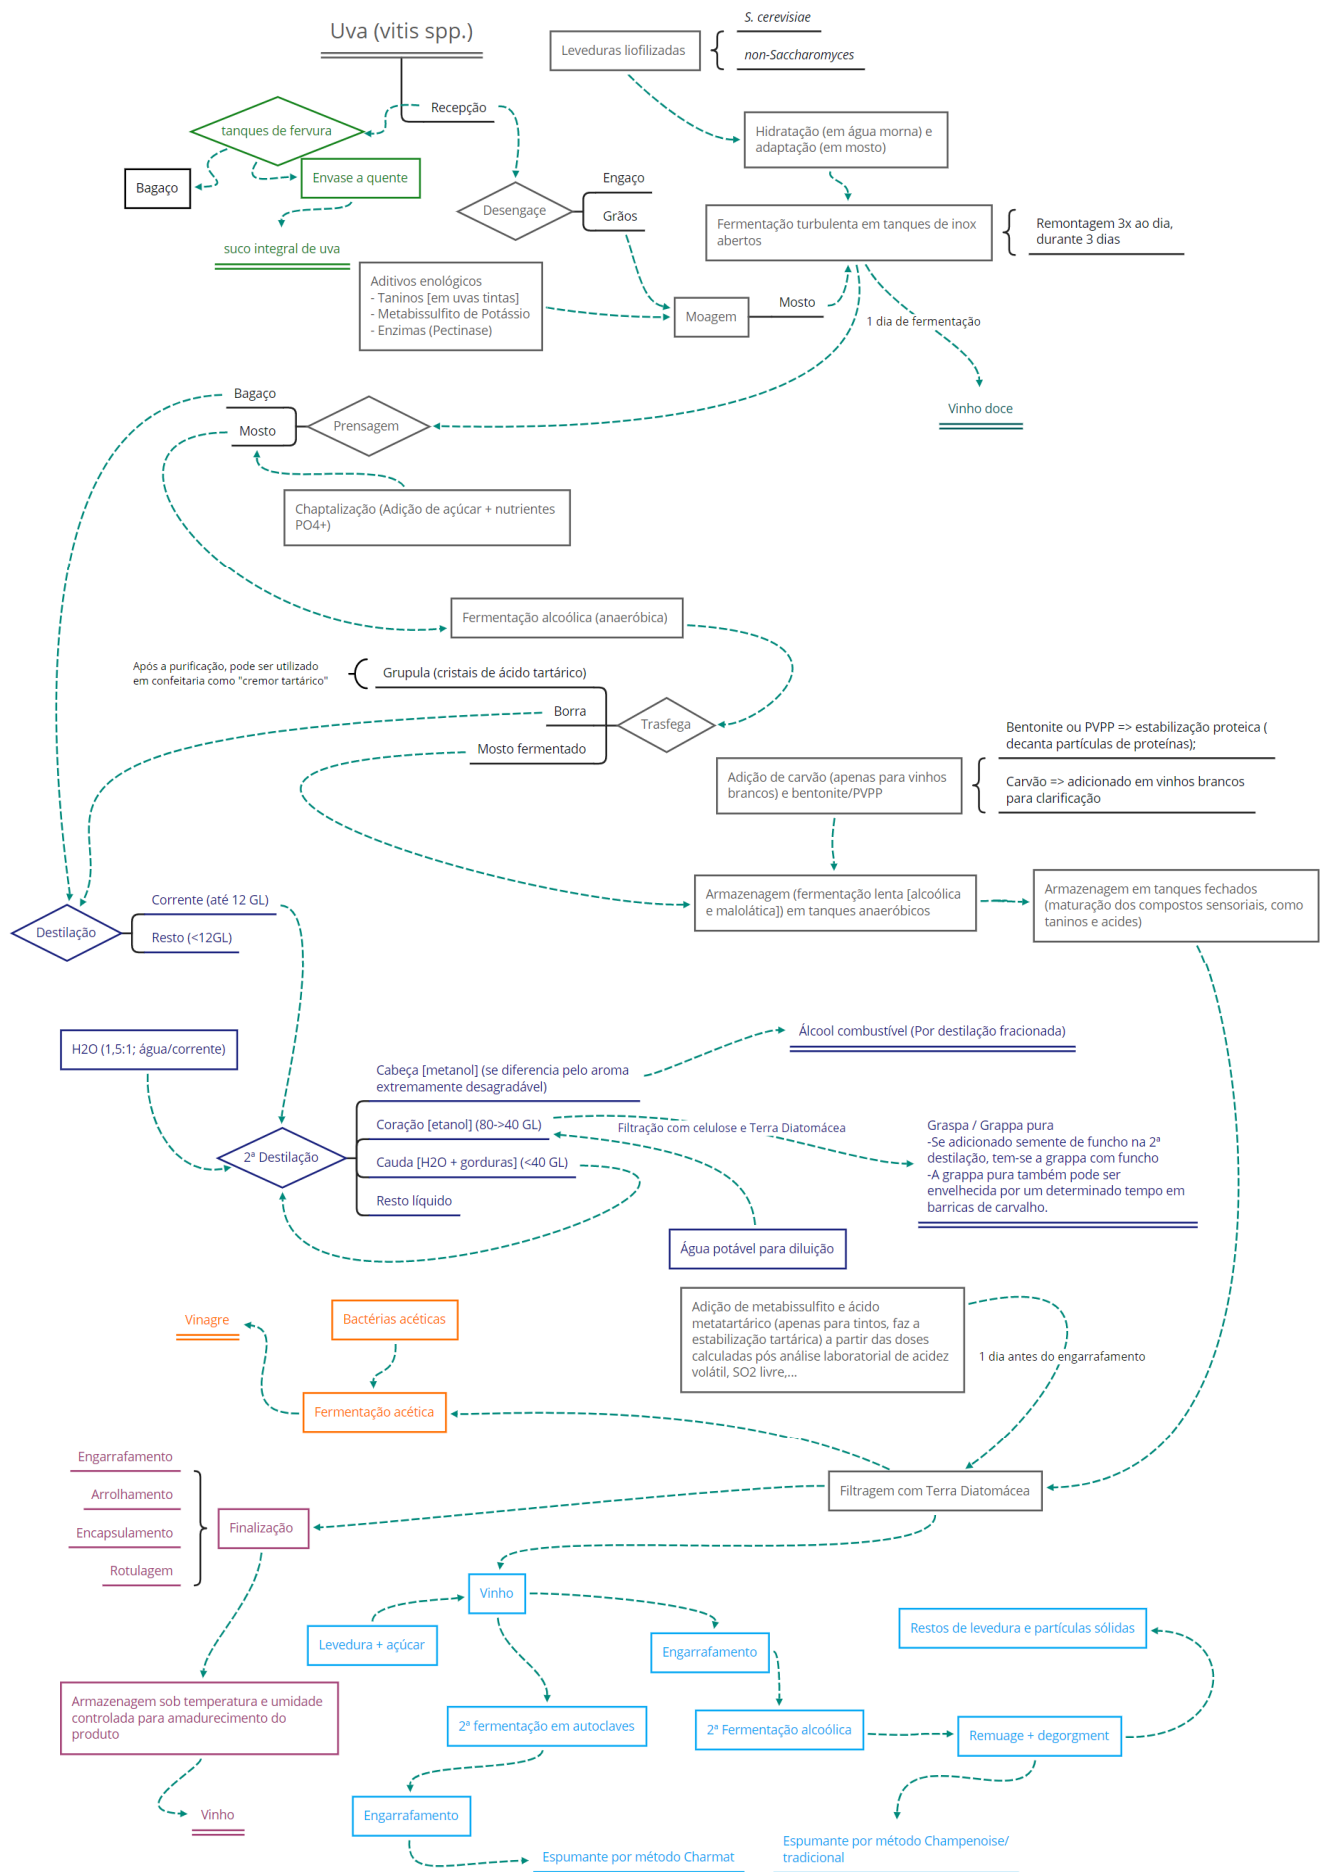 Uva (vitis spp.)
S. cerevisiae
Leveduras liofilizadas
non-Saccharomyces
Recepção
tanques de fervura
Hidratação (em água morna) e
adaptação (em mosto)
Bagaço
Envase a quente
Engaço
Desengaçe
Grãos
Fermentação turbulenta em tanques de inox
abertos
Remontagem 3x ao dia,
durante 3 dias
suco integral de uva
Aditivos enológicos
- Taninos [em uvas tintas]
- Metabissulfito de Potássio
- Enzimas (Pectinase)
Moagem
Mosto
1 dia de fermentação
Vinho doce
Bagaço
Prensagem
Mosto
Chaptalização (Adição de açúcar + nutrientes
PO4+)
Fermentação alcoólica (anaeróbica)
Após a purificação, pode ser utilizado
em confeitaria como "cremor tartárico"
Grupula (cristais de ácido tartárico)
Borra
Trasfega
Mosto fermentado
Bentonite ou PVPP => estabilização proteica (
decanta partículas de proteínas);
Adição de carvão (apenas para vinhos
brancos) e bentonite/PVPP
Carvão => adicionado em vinhos brancos
para clarificação
Armazenagem (fermentação lenta [alcoólica
e malolática]) em tanques anaeróbicos
Armazenagem em tanques fechados
(maturação dos compostos sensoriais, como
taninos e acides)
Corrente (até 12 GL)
Destilação
Resto (<12GL)
H2O (1,5:1; água/corrente)
Álcool combustível (Por destilação fracionada)
Cabeça [metanol] (se diferencia pelo aroma
extremamente desagradável)
Coração [etanol] (80->40 GL)
Filtração com celulose e Terra Diatomácea
2ª Destilação
Cauda [H2O + gorduras] (<40 GL)
Resto líquido
Graspa / Grappa pura
-Se adicionado semente de funcho na 2ª
destilação, tem-se a grappa com funcho
-A grappa pura também pode ser
envelhecida por um determinado tempo em
barricas de carvalho.
Água potável para diluição
Adição de metabissulfito e ácido
metatartárico (apenas para tintos, faz a
estabilização tartárica) a partir das doses
calculadas pós análise laboratorial de acidez
volátil, SO2 livre,...
1 dia antes do engarrafamento
Vinagre
Bactérias acéticas
Fermentação acética
Engarrafamento
Arrolhamento
Encapsulamento
Rotulagem
Finalização
Filtragem com Terra Diatomácea
Vinho
Levedura + açúcar
Engarrafamento
Restos de levedura e partículas sólidas
Armazenagem sob temperatura e umidade
controlada para amadurecimento do
produto
2ª fermentação em autoclaves
2ª Fermentação alcoólica
Remuage + degorgment
Vinho
Engarrafamento
Espumante por método Charmat
Espumante por método Champenoise/
tradicional